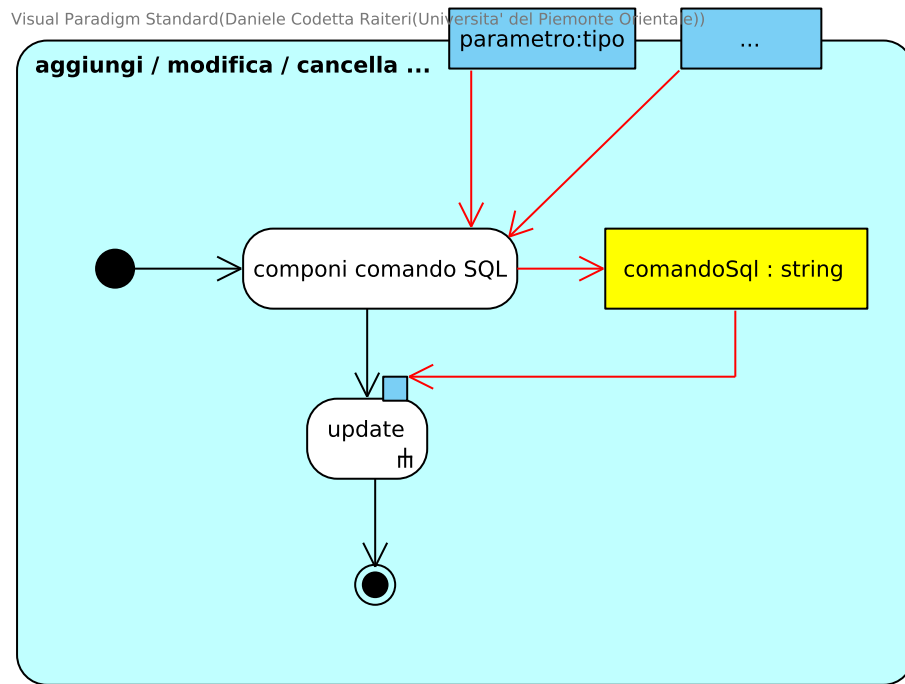 Visual Paradigm Standard(Daniele Codetta Raiteri(Universita' del Piemonte Orientale))
parametro:tipo
...
aggiungi / modifica / cancella ...
componi comando SQL
comandoSql : string
update